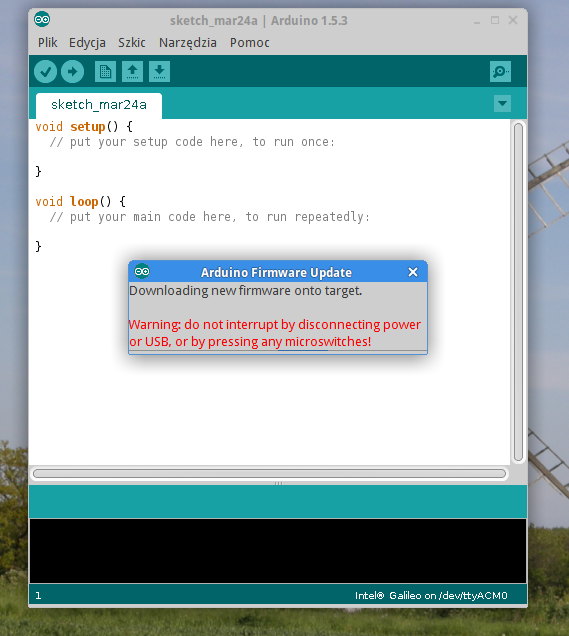 sketch_mar24a | Arduino 1.5.3
Plik Edycja Szkic Narzędzia Pomoc
sketch_mar24a
void setup() {
  // put your setup code here, to run once:
}
void loop() {
  // put your main code here, to run repeatedly:
}
Arduino Firmware Update
Downloading new firmware onto target.
Warning: do not interrupt by disconnecting power
or USB, or by pressing any microswitches!
1 Intel® Galileo on /dev/ttyACM0